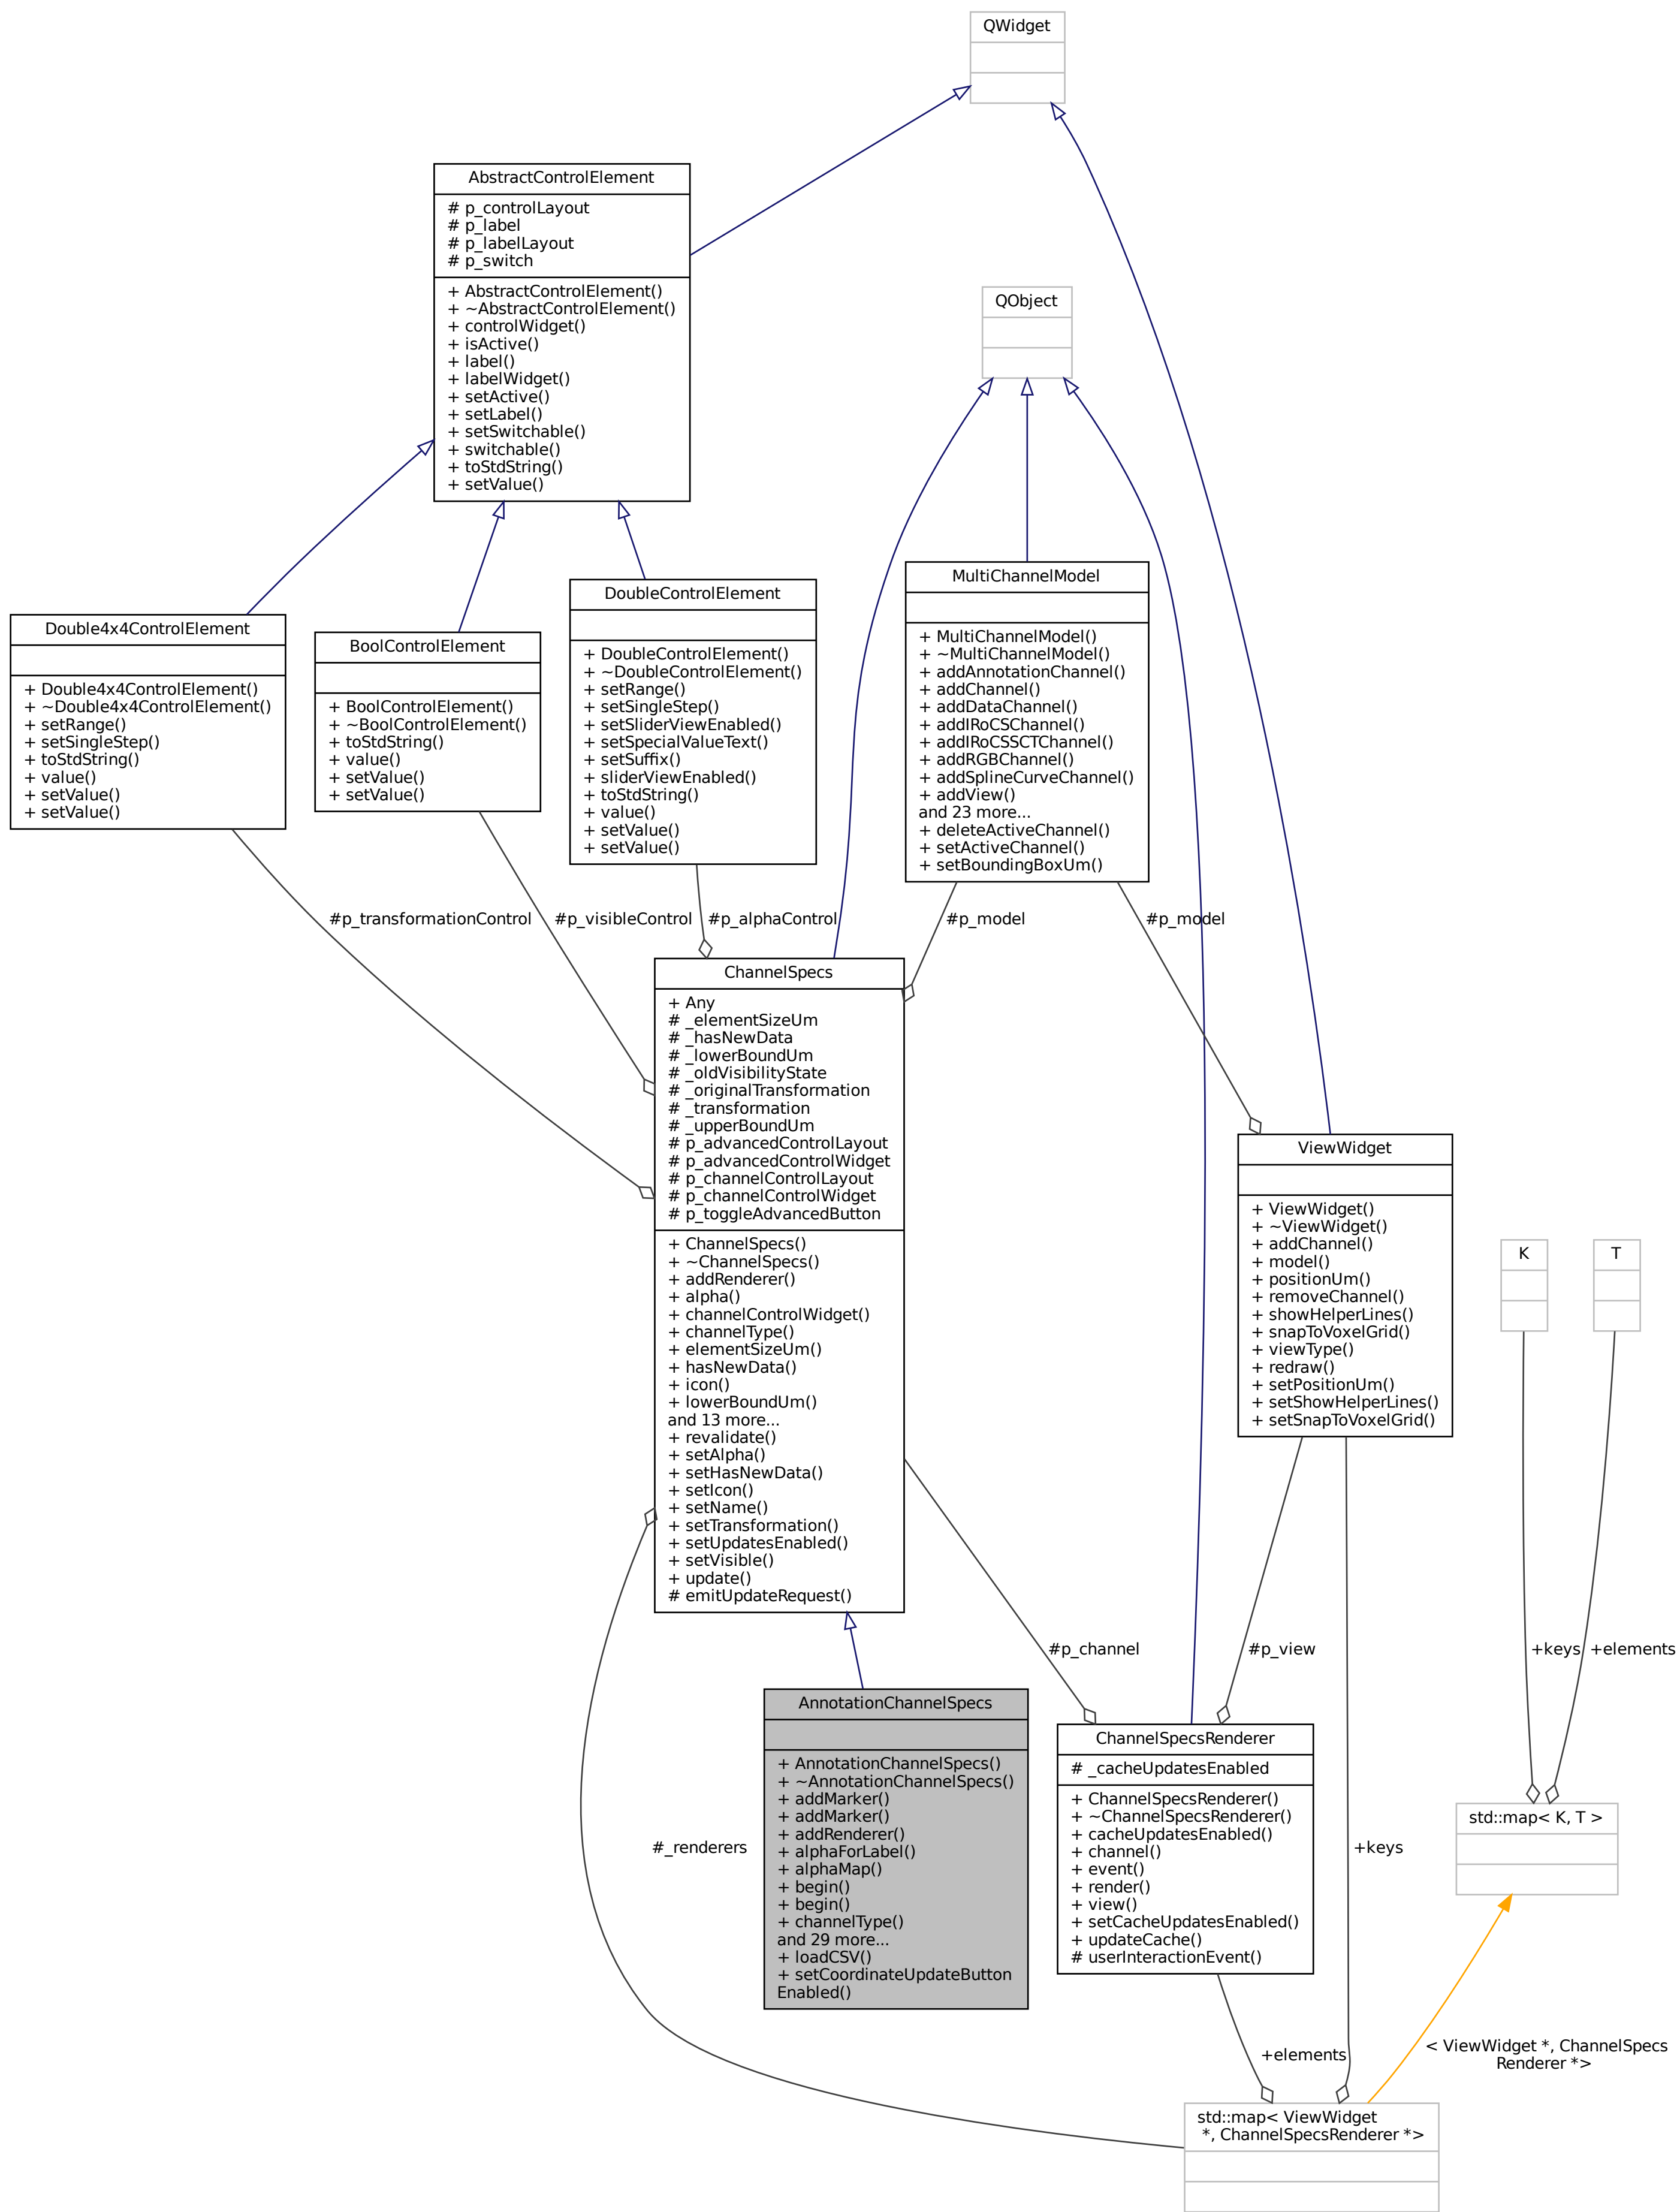 QWidget
AbstractControlElement
# p_controlLayout
# p_label
# p_labelLayout
# p_switch
+ AbstractControlElement()
+ ~AbstractControlElement()
+ controlWidget()
+ isActive()
+ label()
+ labelWidget()
+ setActive()
+ setLabel()
+ setSwitchable()
+ switchable()
+ toStdString()
+ setValue()
QObject
Double4x4ControlElement
+ Double4x4ControlElement()
+ ~Double4x4ControlElement()
+ setRange()
+ setSingleStep()
+ toStdString()
+ value()
+ setValue()
+ setValue()
BoolControlElement
+ BoolControlElement()
+ ~BoolControlElement()
+ toStdString()
+ value()
+ setValue()
+ setValue()
DoubleControlElement
+ DoubleControlElement()
+ ~DoubleControlElement()
+ setRange()
+ setSingleStep()
+ setSliderViewEnabled()
+ setSpecialValueText()
+ setSuffix()
+ sliderViewEnabled()
+ toStdString()
+ value()
+ setValue()
+ setValue()
MultiChannelModel
+ MultiChannelModel()
+ ~MultiChannelModel()
+ addAnnotationChannel()
+ addChannel()
+ addDataChannel()
+ addIRoCSChannel()
+ addIRoCSSCTChannel()
+ addRGBChannel()
+ addSplineCurveChannel()
+ addView()
and 23 more...
+ deleteActiveChannel()
+ setActiveChannel()
+ setBoundingBoxUm()
#p_transformationControl
#p_visibleControl
#p_alphaControl
#p_model
#p_model
ChannelSpecs
+ Any
# _elementSizeUm
# _hasNewData
# _lowerBoundUm
# _oldVisibilityState
# _originalTransformation
# _transformation
# _upperBoundUm
# p_advancedControlLayout
# p_advancedControlWidget
# p_channelControlLayout
# p_channelControlWidget
# p_toggleAdvancedButton
+ ChannelSpecs()
+ ~ChannelSpecs()
+ addRenderer()
+ alpha()
+ channelControlWidget()
+ channelType()
+ elementSizeUm()
+ hasNewData()
+ icon()
+ lowerBoundUm()
and 13 more...
+ revalidate()
+ setAlpha()
+ setHasNewData()
+ setIcon()
+ setName()
+ setTransformation()
+ setUpdatesEnabled()
+ setVisible()
+ update()
# emitUpdateRequest()
ViewWidget
+ ViewWidget()
+ ~ViewWidget()
+ addChannel()
+ model()
+ positionUm()
+ removeChannel()
+ showHelperLines()
+ snapToVoxelGrid()
+ viewType()
+ redraw()
+ setPositionUm()
+ setShowHelperLines()
+ setSnapToVoxelGrid()
K
T
#p_channel
#p_view
+keys
+elements
AnnotationChannelSpecs
+ AnnotationChannelSpecs()
+ ~AnnotationChannelSpecs()
+ addMarker()
+ addMarker()
+ addRenderer()
+ alphaForLabel()
+ alphaMap()
+ begin()
+ begin()
+ channelType()
and 29 more...
+ loadCSV()
+ setCoordinateUpdateButton
Enabled()
ChannelSpecsRenderer
# _cacheUpdatesEnabled
+ ChannelSpecsRenderer()
+ ~ChannelSpecsRenderer()
+ cacheUpdatesEnabled()
+ channel()
+ event()
+ render()
+ view()
+ setCacheUpdatesEnabled()
+ updateCache()
# userInteractionEvent()
std::map< K, T >
#_renderers
+keys
+elements
< ViewWidget *, ChannelSpecs
Renderer *>
std::map< ViewWidget
*, ChannelSpecsRenderer *>